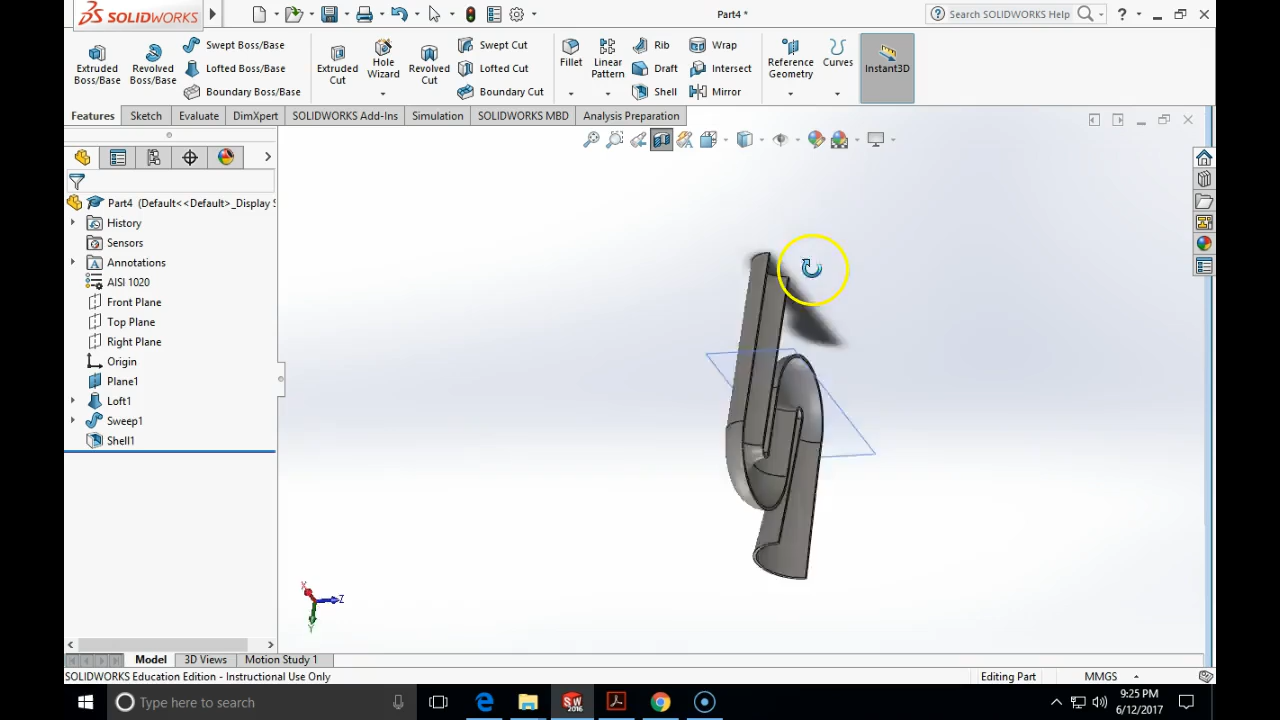 SOLIDWORKS
Part4 *
Search SOLIDWORKS Help
?
Extruded Boss/Base
Revolved Boss/Base
Swept Boss/Base
Lofted Boss/Base
Boundary Boss/Base
Extruded Cut
Hole Wizard
Revolved Cut
Swept Cut
Lofted Cut
Boundary Cut
Fillet
Linear Pattern
Rib
Draft
Shell
Wrap
Intersect
Mirror
Reference Geometry
Curves
Instant3D
Features Sketch Evaluate DimXpert SOLIDWORKS Add-Ins Simulation SOLIDWORKS MBD Analysis Preparation
Part4 (Default<<Default>_Display S
History
Sensors
Annotations
AISI 1020
Front Plane
Top Plane
Right Plane
Origin
Plane1
Loft1
Sweep1
Shell1
X
Z
Y
Model 3D Views Motion Study 1
SOLIDWORKS Education Edition - Instructional Use Only
Editing Part
MMGS
Type here to search
SW
2016
9:25 PM
6/12/2017